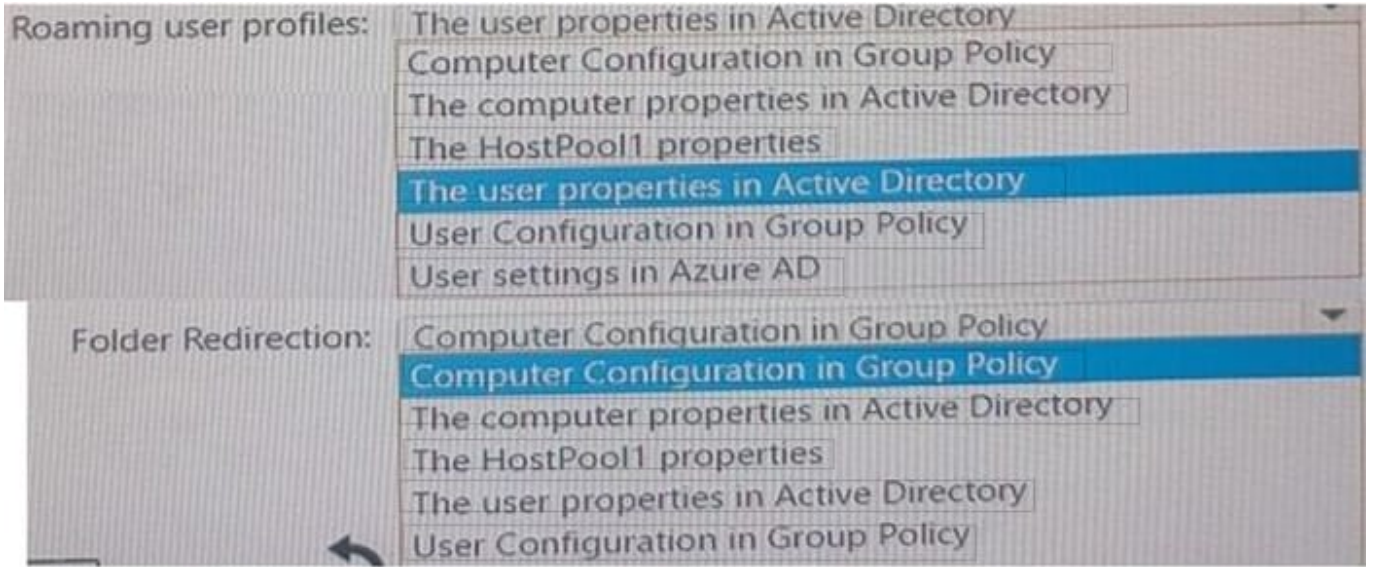 Roaming user profiles: The user properties in Active Directory
Computer Configuration in Group Policy
The computer properties in Active Directory
The HostPool1 properties
The user properties in Active Directory
User Configuration in Group Policy
User settings in Azure AD
Folder Redirection: Computer Configuration in Group Policy
Computer Configuration in Group Policy
The computer properties in Active Directory
The HostPool1 properties
The user properties in Active Directory
User Configuration in Group Policy